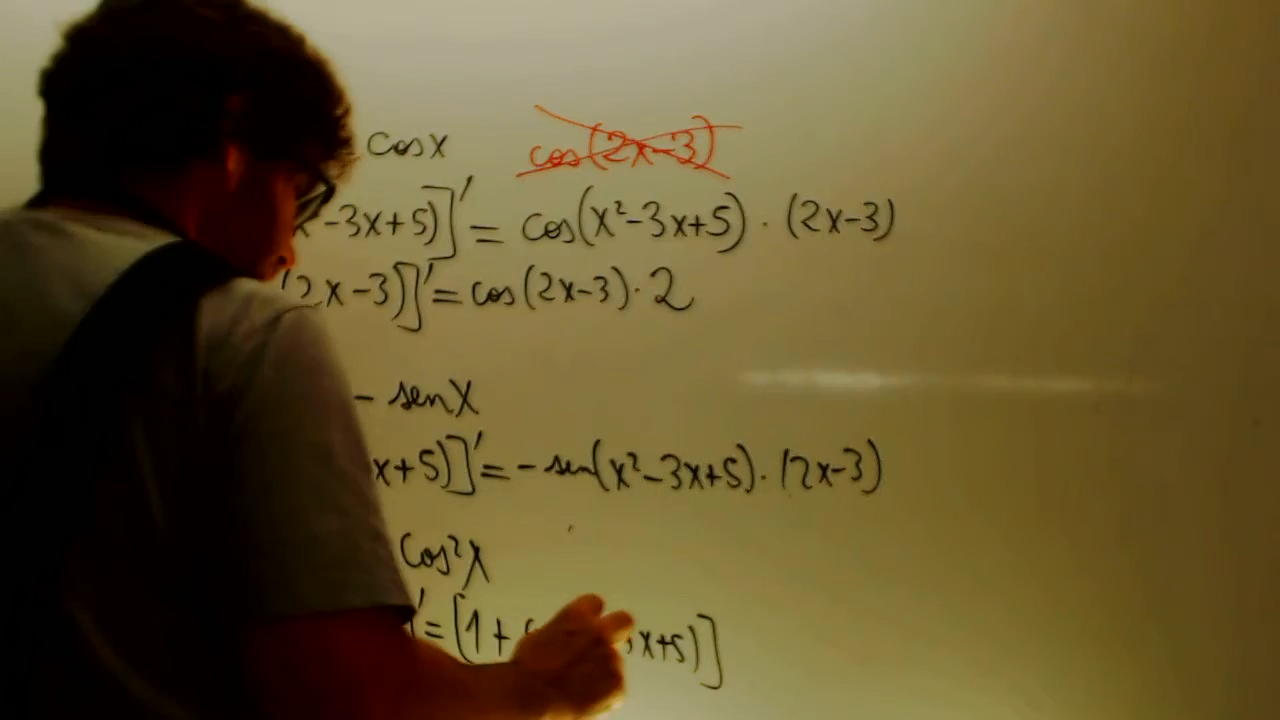 cos x cos(2x-3)
-3x+5)]' = cos(x²-3x+5) · (2x-3)
2x-3)]' = cos(2x-3) · 2
- sen x
x+5)]' = - sen(x²-3x+5) · (2x-3)
cos²x
' = [1 + x+5)]